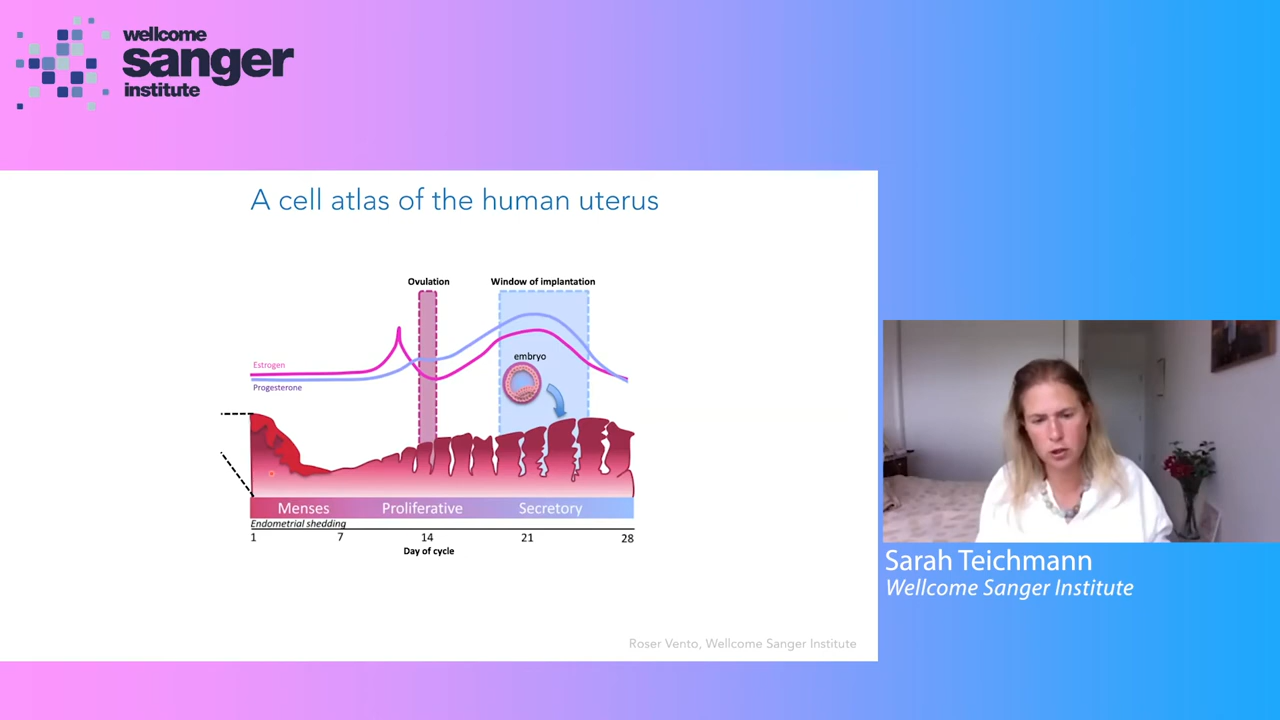 wellcome
sanger
institute
A cell atlas of the human uterus
Ovulation
Window of implantation
Estrogen
embryo
Progesterone
Menses
Proliferative
Secretory
Endometrial shedding
1
7
14
21
28
Day of cycle
Roser Vento, Wellcome Sanger Institute
Sarah Teichmann
Wellcome Sanger Institute